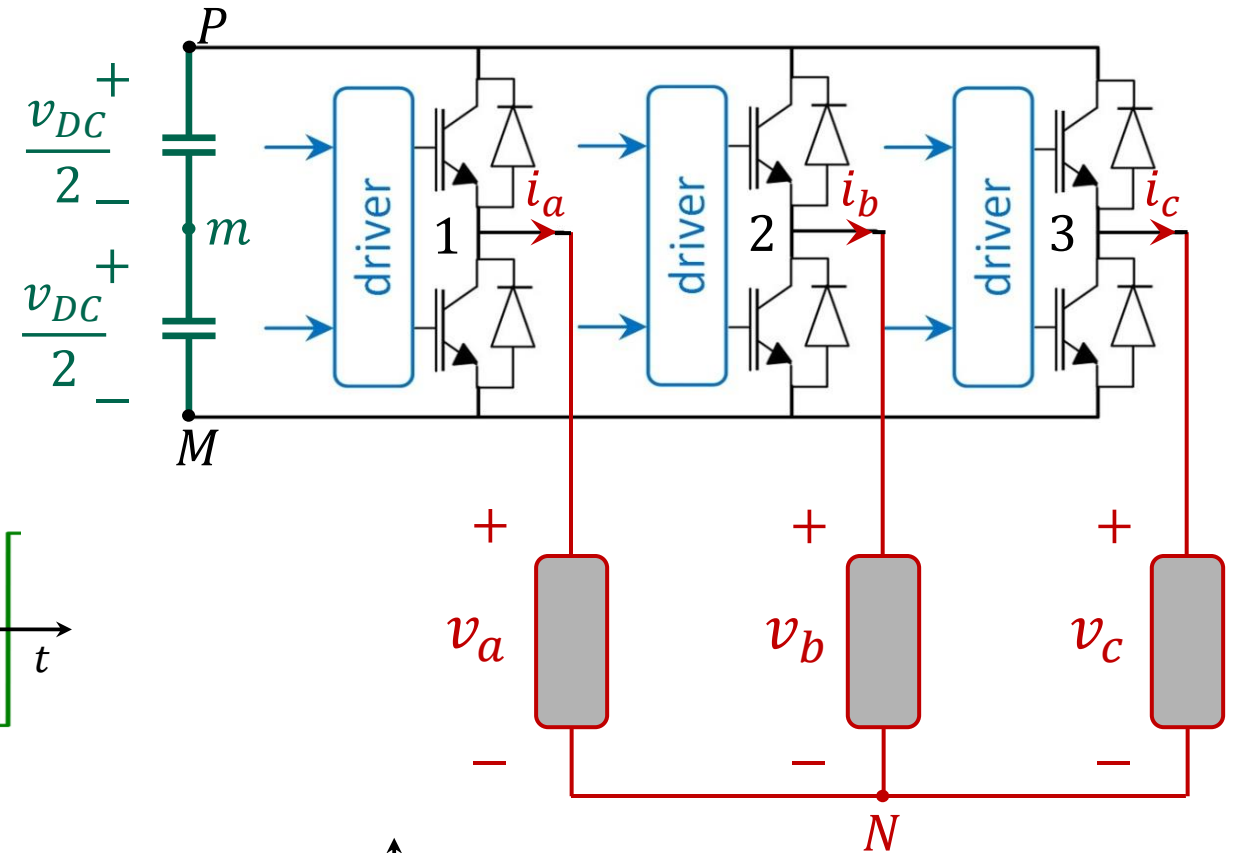 P
+
v_DC
2
−
m
+
v_DC
2
−
M
driver
1
i_a
driver
2
i_b
driver
3
i_c
t
+
v_a
−
+
v_b
−
+
v_c
−
N